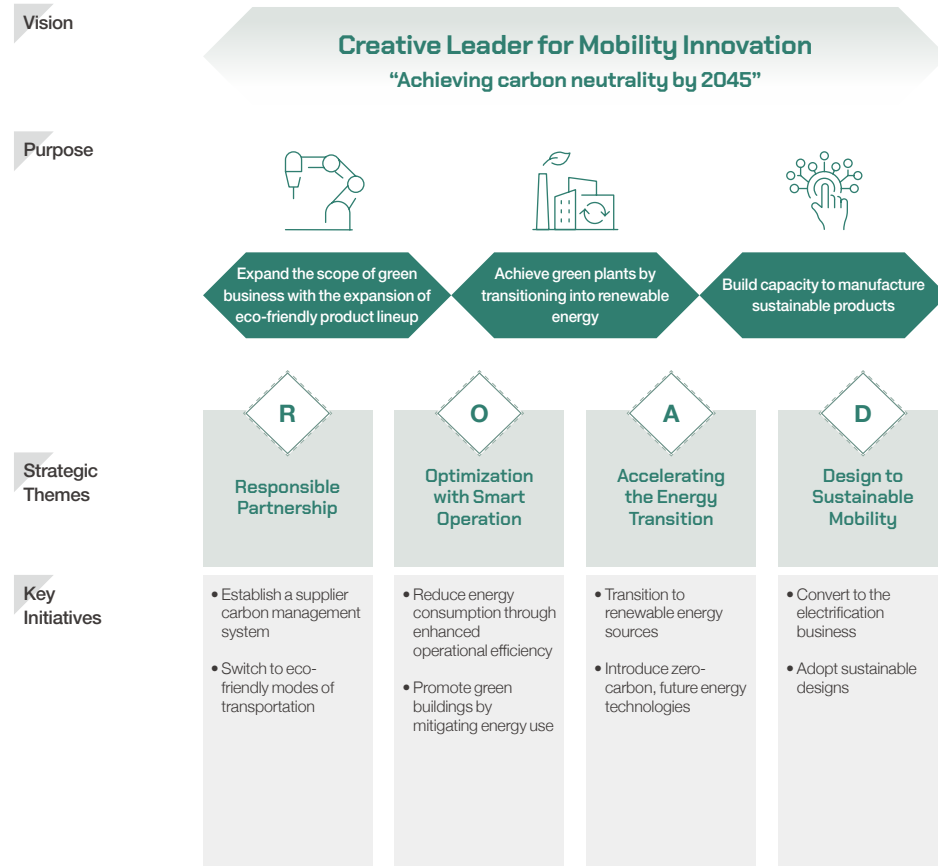 Vision
Creative Leader for Mobility Innovation
“Achieving carbon neutrality by 2045”
Purpose
Expand the scope of green
business with the expansion of
eco-friendly product lineup
Achieve green plants by
transitioning into renewable
energy
Build capacity to manufacture
sustainable products
Strategic
Themes
R
Responsible
Partnership
O
Optimization
with Smart
Operation
A
Accelerating
the Energy
Transition
D
Design to
Sustainable
Mobility
Key
Initiatives
• Establish a supplier
carbon management
system
• Switch to eco-
friendly modes of
transportation
• Reduce energy
consumption through
enhanced
operational efficiency
• Promote green
buildings by
mitigating energy use
• Transition to
renewable energy
sources
• Introduce zero-
carbon, future energy
technologies
• Convert to the
electrification
business
• Adopt sustainable
designs